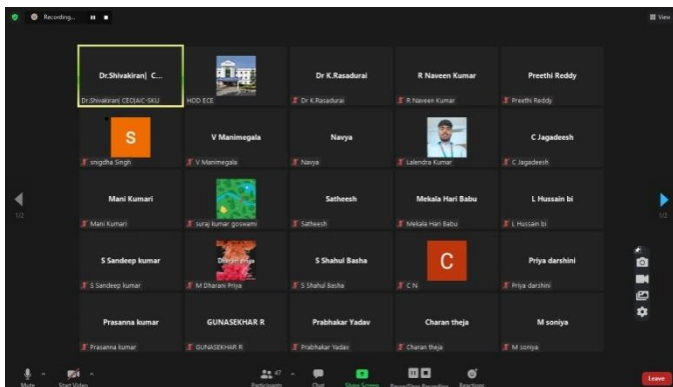 Recording...
View
Dr.Shivakiran| C...
Dr.Shivakiran| CEO|AIC-SKU
HOD ECE
Dr K.Rasadurai
Dr K.Rasadurai
R Naveen Kumar
R Naveen Kumar
Preethi Reddy
Preethi Reddy
S
snigdha Singh
V Manimegala
V Manimegala
Navya
Navya
Lalendra Kumar
C Jagadeesh
C Jagadeesh
1/2
Mani Kumari
Mani Kumari
suraj kumar goswami
Satheesh
Satheesh
Mekala Hari Babu
Mekala Hari Babu
L Hussain bi
L Hussain bi
1/2
S Sandeep kumar
S Sandeep kumar
Dharani priya
M Dharani Priya
S Shahul Basha
S Shahul Basha
C
C N
Priya darshini
Priya darshini
Prasanna kumar
Prasanna kumar
GUNASEKHAR R
GUNASEKHAR R
Prabhakar Yadav
Prabhakar Yadav
Charan theja
Charan theja
M soniya
M soniya
Mute
Start Video
47
Participants
Chat
Share Screen
Pause/Stop Recording
Reactions
Leave